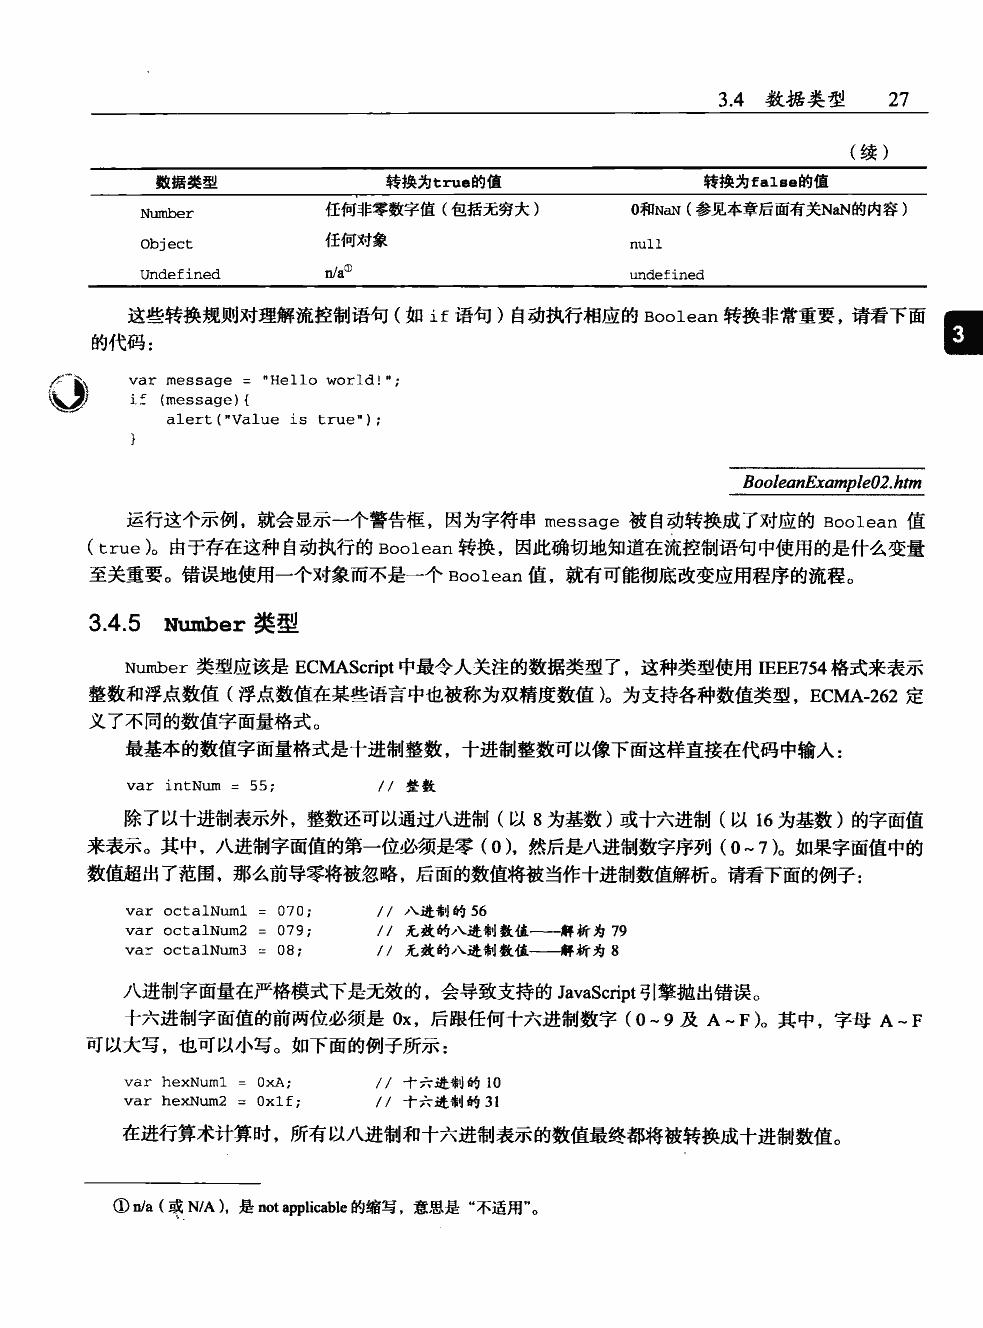 3.4 数据类型 27
（续）
数据类型 转换为true的值 转换为false的值
Number 任何非零数字值（包括无穷大） 0和NaN（参见本章后面有关NaN的内容）
Object 任何对象 null
Undefined n/a① undefined
这些转换规则对理解流控制语句（如 if 语句）自动执行相应的 Boolean 转换非常重要，请看下面
的代码：
3
var message = "Hello world!";
if (message){
    alert("Value is true");
}
BooleanExample02.htm
运行这个示例，就会显示一个警告框，因为字符串 message 被自动转换成了对应的 Boolean 值
（true）。由于存在这种自动执行的 Boolean 转换，因此确切地知道在流控制语句中使用的是什么变量
至关重要。错误地使用一个对象而不是一个 Boolean 值，就有可能彻底改变应用程序的流程。
3.4.5 Number 类型
Number 类型应该是 ECMAScript 中最令人关注的数据类型了，这种类型使用 IEEE754 格式来表示
整数和浮点数值（浮点数值在某些语言中也被称为双精度数值）。为支持各种数值类型，ECMA-262 定
义了不同的数值字面量格式。
最基本的数值字面量格式是十进制整数，十进制整数可以像下面这样直接在代码中输入：
var intNum = 55; // 整数
除了以十进制表示外，整数还可以通过八进制（以 8 为基数）或十六进制（以 16 为基数）的字面值
来表示。其中，八进制字面值的第一位必须是零（0），然后是八进制数字序列（0~7）。如果字面值中的
数值超出了范围，那么前导零将被忽略，后面的数值将被当作十进制数值解析。请看下面的例子：
var octalNum1 = 070; // 八进制的 56
var octalNum2 = 079; // 无效的八进制数值——解析为 79
var octalNum3 = 08; // 无效的八进制数值——解析为 8
八进制字面量在严格模式下是无效的，会导致支持的 JavaScript 引擎抛出错误。
十六进制字面值的前两位必须是 0x，后跟任何十六进制数字（0~9 及 A~F）。其中，字母 A~F
可以大写，也可以小写。如下面的例子所示：
var hexNum1 = 0xA; // 十六进制的 10
var hexNum2 = 0x1f; // 十六进制的 31
在进行算术计算时，所有以八进制和十六进制表示的数值最终都将被转换成十进制数值。
① n/a（或 N/A），是 not applicable 的缩写，意思是“不适用”。